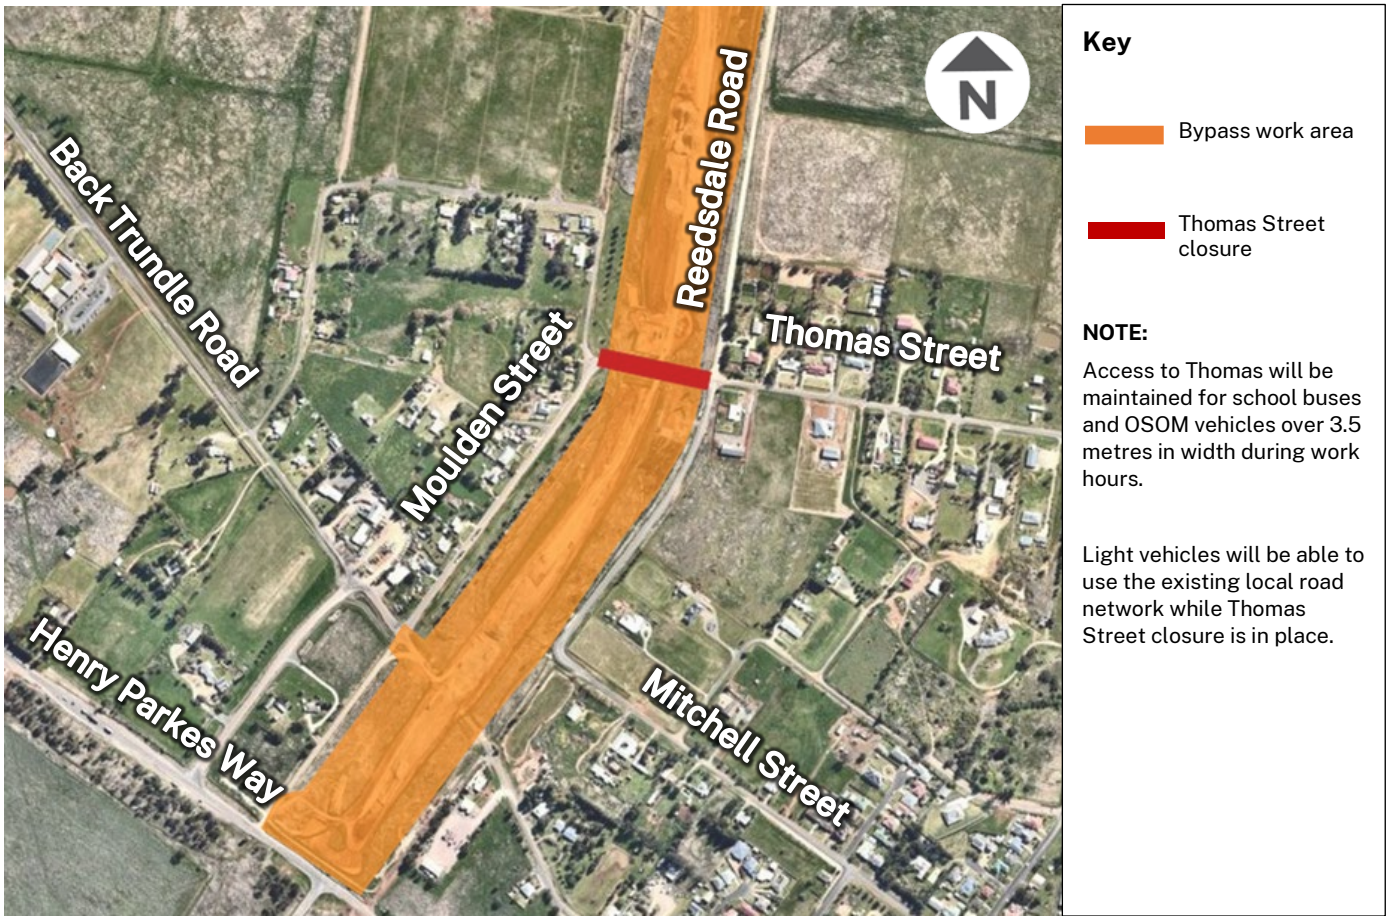 Key
Bypass work area
Thomas Street
closure
NOTE:
Access to Thomas will be
maintained for school buses
and OSOM vehicles over 3.5
metres in width during work
hours.
Light vehicles will be able to
use the existing local road
network while Thomas
Street closure is in place.
N
Reedsdale Road
Back Trundle Road
Thomas Street
Moulden Street
Henry Parkes Way
Mitchell Street